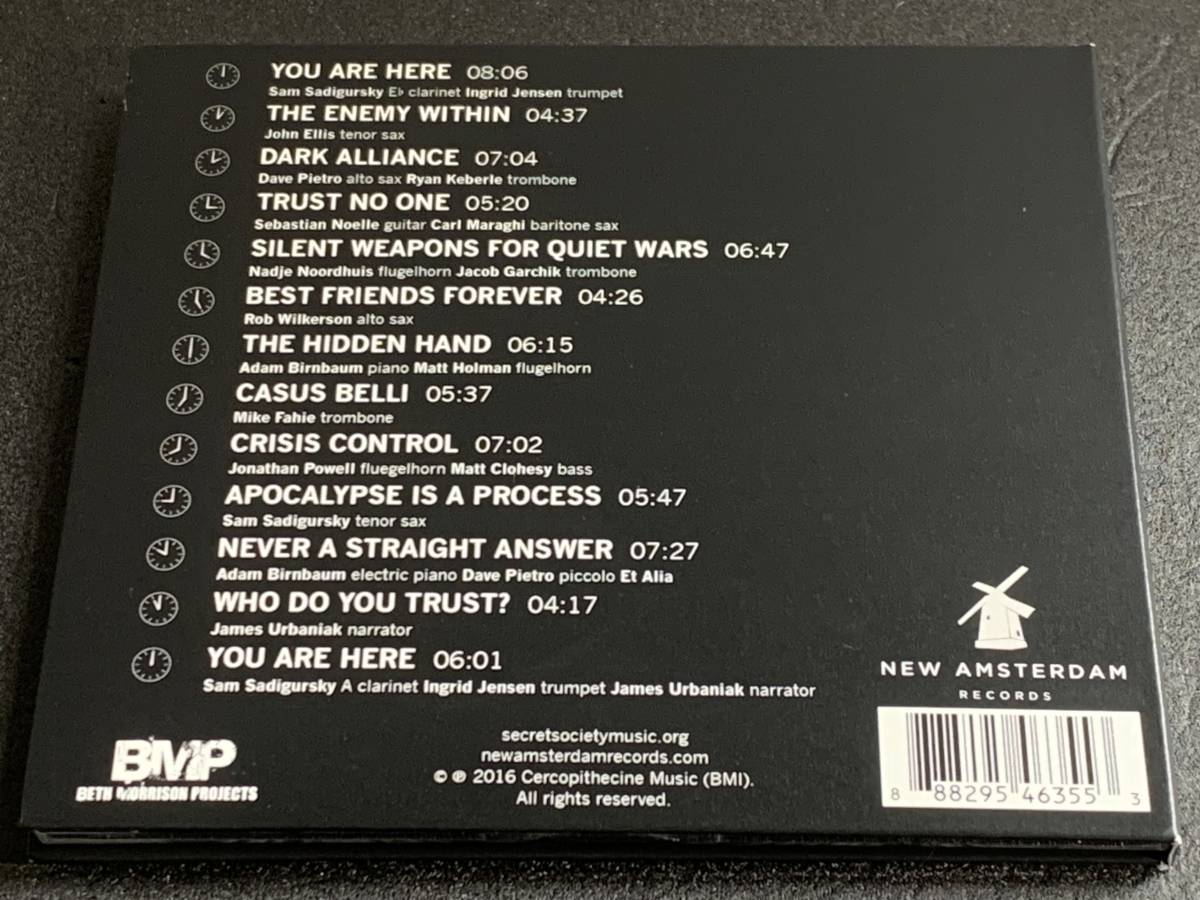 YOU ARE HERE 08:06
Sam Sadigursky E♭ clarinet Ingrid Jensen trumpet
THE ENEMY WITHIN 04:37
John Ellis tenor sax
DARK ALLIANCE 07:04
Dave Pietro alto sax Ryan Keberle trombone
TRUST NO ONE 05:20
Sebastian Noelle guitar Carl Maraghi baritone sax
SILENT WEAPONS FOR QUIET WARS 06:47
Nadje Noordhuis flugelhorn Jacob Garchik trombone
BEST FRIENDS FOREVER 04:26
Rob Wilkerson alto sax
THE HIDDEN HAND 06:15
Adam Birnbaum piano Matt Holman flugelhorn
CASUS BELLI 05:37
Mike Fahie trombone
CRISIS CONTROL 07:02
Jonathan Powell fluegelhorn Matt Clohesy bass
APOCALYPSE IS A PROCESS 05:47
Sam Sadigursky tenor sax
NEVER A STRAIGHT ANSWER 07:27
Adam Birnbaum electric piano Dave Pietro piccolo Et Alia
WHO DO YOU TRUST? 04:17
James Urbaniak narrator
YOU ARE HERE 06:01
Sam Sadigursky A clarinet Ingrid Jensen trumpet James Urbaniak narrator
NEW AMSTERDAM
RECORDS
BMP
BETH MORRISON PROJECTS
secretsocietymusic.org
newamsterdamrecords.com
© ℗ 2016 Cercopithecine Music (BMI).
All rights reserved.
8 88295 46355 3